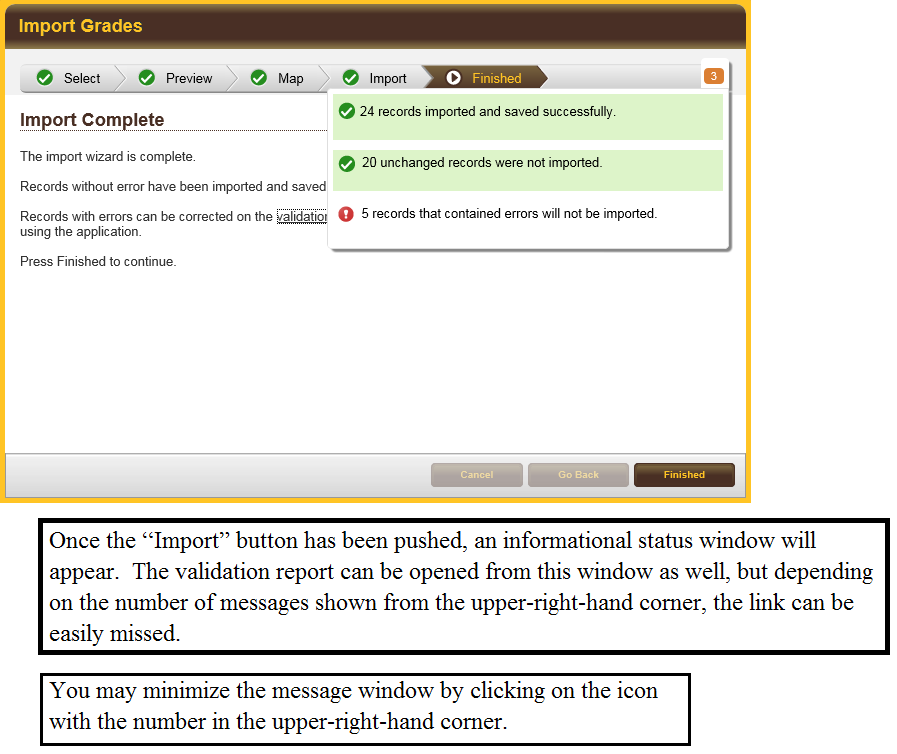 Import Grades
Select Preview Map Import Finished 3
24 records imported and saved successfully.
20 unchanged records were not imported.
5 records that contained errors will not be imported.
Import Complete
The import wizard is complete.
Records without error have been imported and saved
Records with errors can be corrected on the validation
using the application.
Press Finished to continue.
Cancel Go Back Finished
Once the “Import” button has been pushed, an informational status window will
appear.  The validation report can be opened from this window as well, but depending
on the number of messages shown from the upper-right-hand corner, the link can be
easily missed.
You may minimize the message window by clicking on the icon
with the number in the upper-right-hand corner.